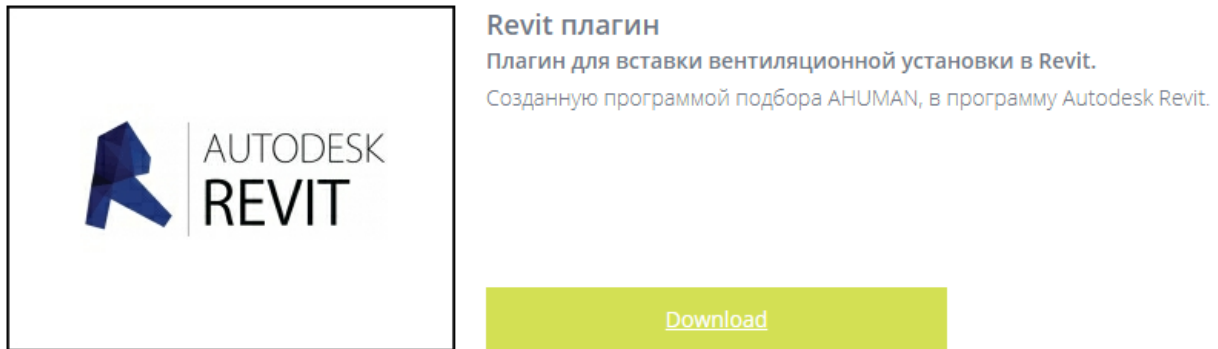 AUTODESK
REVIT
Revit плагин
Плагин для вставки вентиляционной установки в Revit.
Созданную программой подбора AHUMAN, в программу Autodesk Revit.
Download